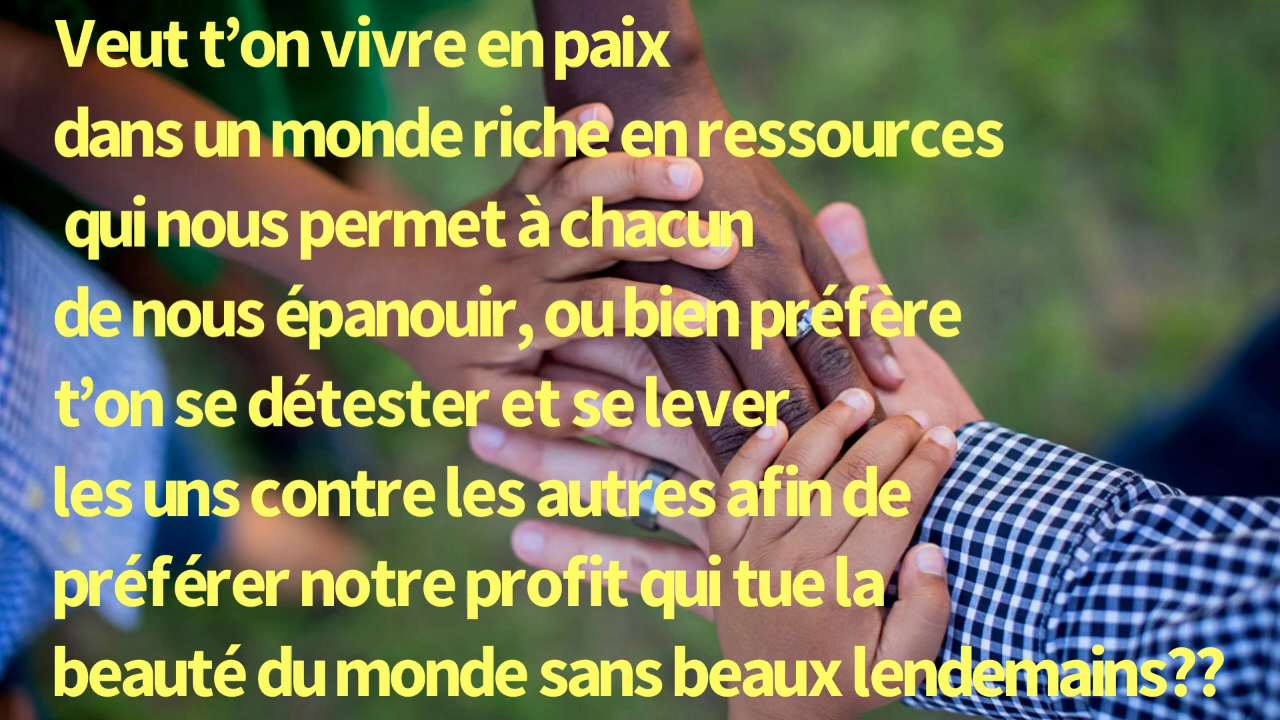 Veut t’on vivre en paix
dans un monde riche en ressources
qui nous permet à chacun
de nous épanouir, ou bien préfère
t’on se détester et se lever
les uns contre les autres afin de
préférer notre profit qui tue la
beauté du monde sans beaux lendemains??